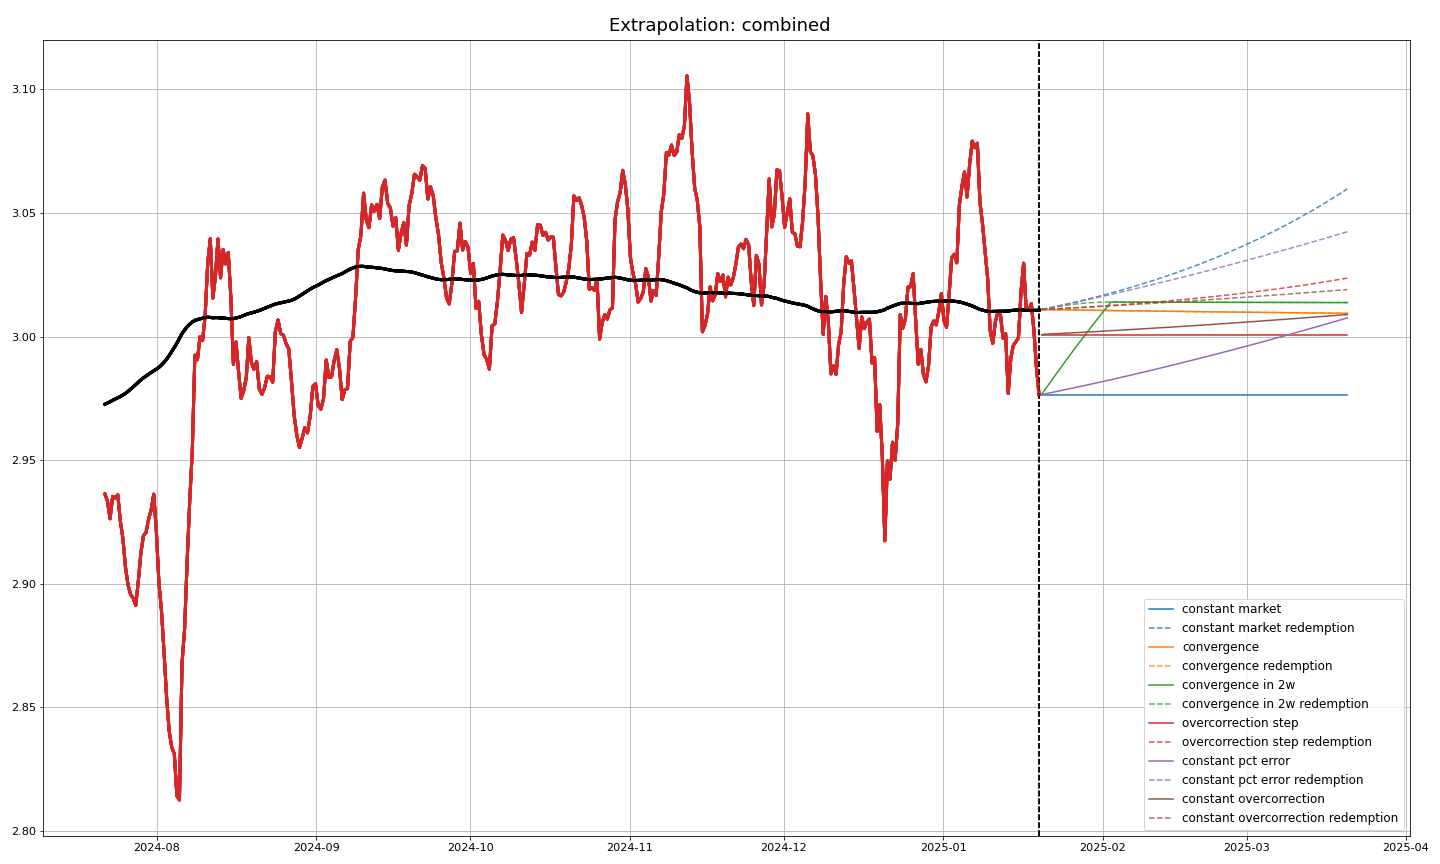 Extrapolation: combined
3.10
3.05
3.00
2.95
2.90
2.85
2.80
2024-08
2024-09
2024-10
2024-11
2024-12
2025-01
2025-02
2025-03
2025-04
constant market
constant market redemption
convergence
convergence redemption
convergence in 2w
convergence in 2w redemption
overcorrection step
overcorrection step redemption
constant pct error
constant pct error redemption
constant overcorrection
constant overcorrection redemption